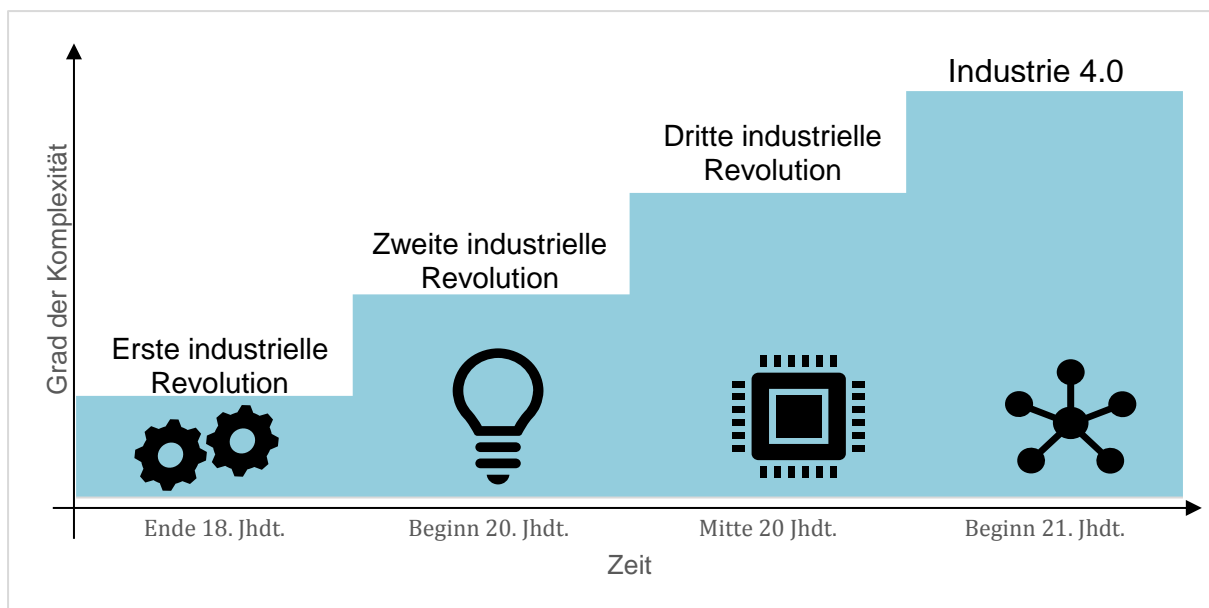 Industrie 4.0
Dritte industrielle
Revolution
Zweite industrielle
Revolution
Erste industrielle
Revolution
Grad der Komplexität
Ende 18. Jhdt.
Beginn 20. Jhdt.
Mitte 20 Jhdt.
Beginn 21. Jhdt.
Zeit